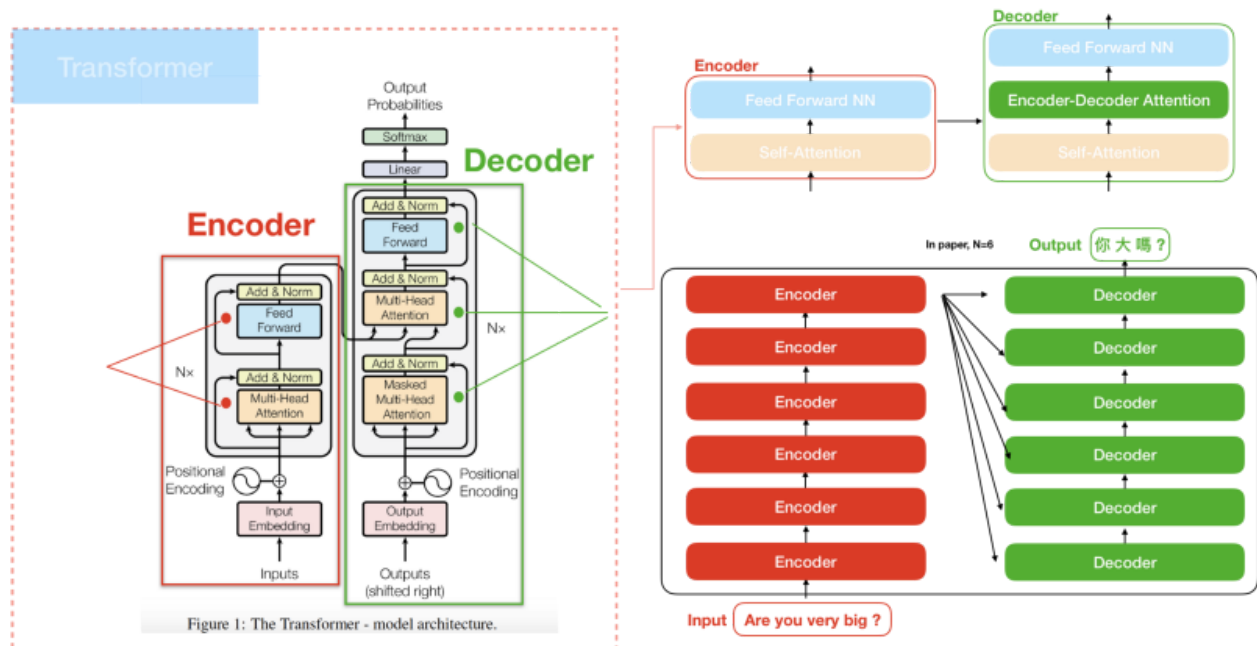 Transformer
Output
Probabilities
Softmax
Linear
Decoder
Add & Norm
Feed
Forward
Add & Norm
Multi-Head
Attention
Nx
Add & Norm
Masked
Multi-Head
Attention
Positional
Encoding
Output
Embedding
Outputs
(shifted right)
Encoder
Add & Norm
Feed
Forward
Nx
Add & Norm
Multi-Head
Attention
Positional
Encoding
Input
Embedding
Inputs
Figure 1: The Transformer - model architecture.
Encoder
Feed Forward NN
Self-Attention
Decoder
Feed Forward NN
Encoder-Decoder Attention
Self-Attention
In paper, N=6
Output 你 大 嗎 ?
Encoder
Encoder
Encoder
Encoder
Encoder
Encoder
Decoder
Decoder
Decoder
Decoder
Decoder
Decoder
Input Are you very big ?